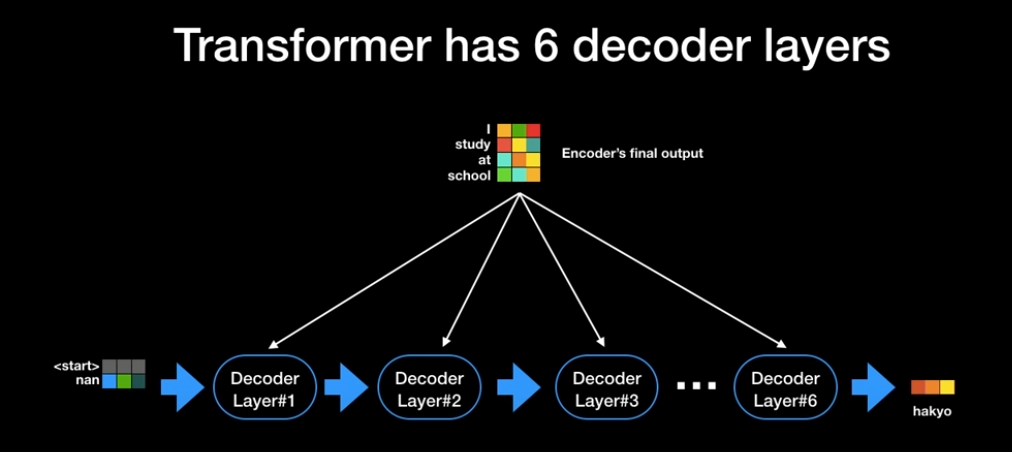 Transformer has 6 decoder layers
I
study
at
school
Encoder's final output
<start>
nan
Decoder
Layer#1
Decoder
Layer#2
Decoder
Layer#3
...
Decoder
Layer#6
hakyo